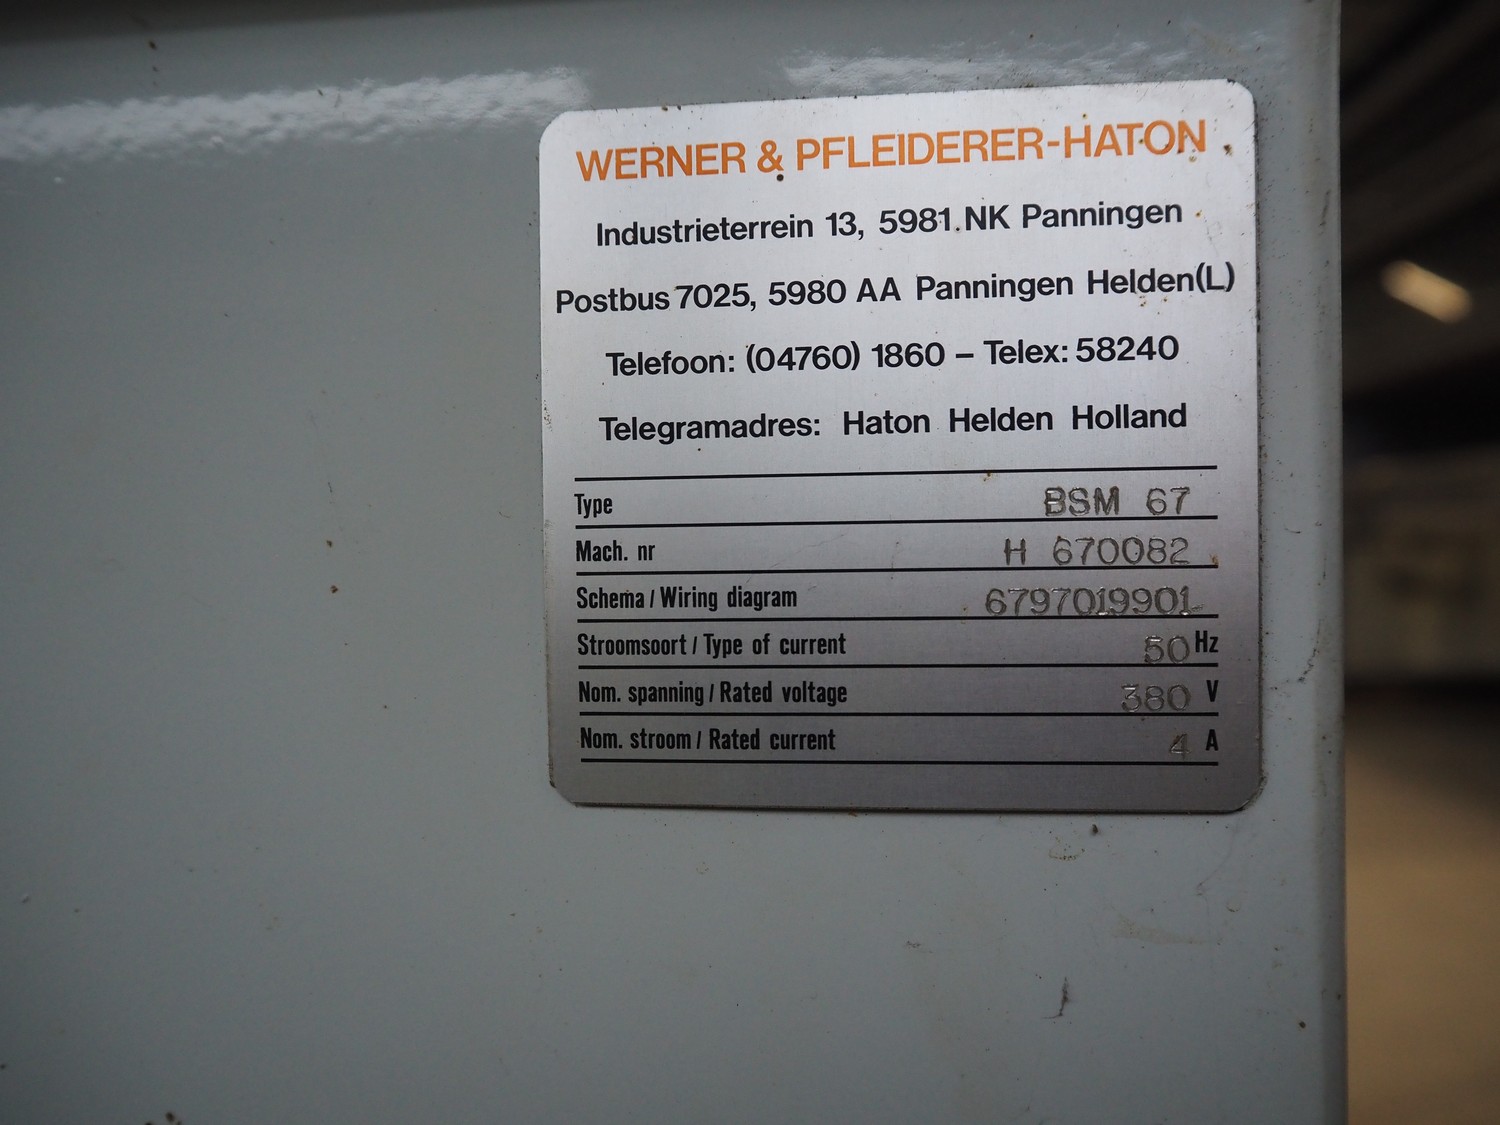 WERNER & PFLEIDERER-HATON
Industrieterrein 13, 5981 NK Panningen
Postbus 7025, 5980 AA Panningen Helden(L)
Telefoon: (04760) 1860 – Telex: 58240
Telegramadres: Haton Helden Holland
Type BSM 67
Mach. nr H 670082
Schema / Wiring diagram 6797019901
Stroomsoort / Type of current 50 Hz
Nom. spanning / Rated voltage 380 V
Nom. stroom / Rated current 4 A